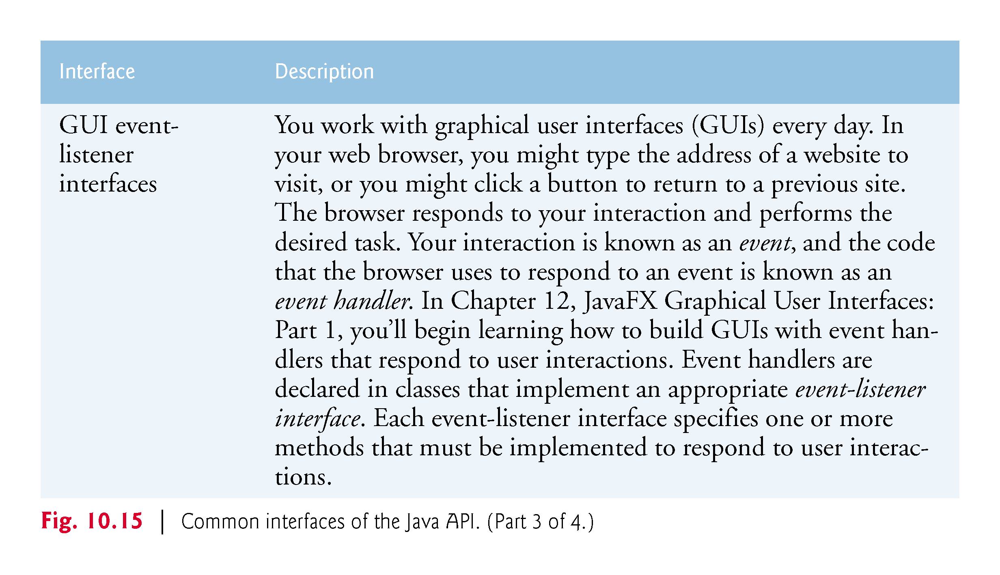 Interface Description
GUI event- You work with graphical user interfaces (GUIs) every day. In
listener your web browser, you might type the address of a website to
interfaces visit, or you might click a button to return to a previous site.
The browser responds to your interaction and performs the
desired task. Your interaction is known as an event, and the code
that the browser uses to respond to an event is known as an
event handler. In Chapter 12, JavaFX Graphical User Interfaces:
Part 1, you’ll begin learning how to build GUIs with event han-
dlers that respond to user interactions. Event handlers are
declared in classes that implement an appropriate event-listener
interface. Each event-listener interface specifies one or more
methods that must be implemented to respond to user interac-
tions.
Fig. 10.15 | Common interfaces of the Java API. (Part 3 of 4.)